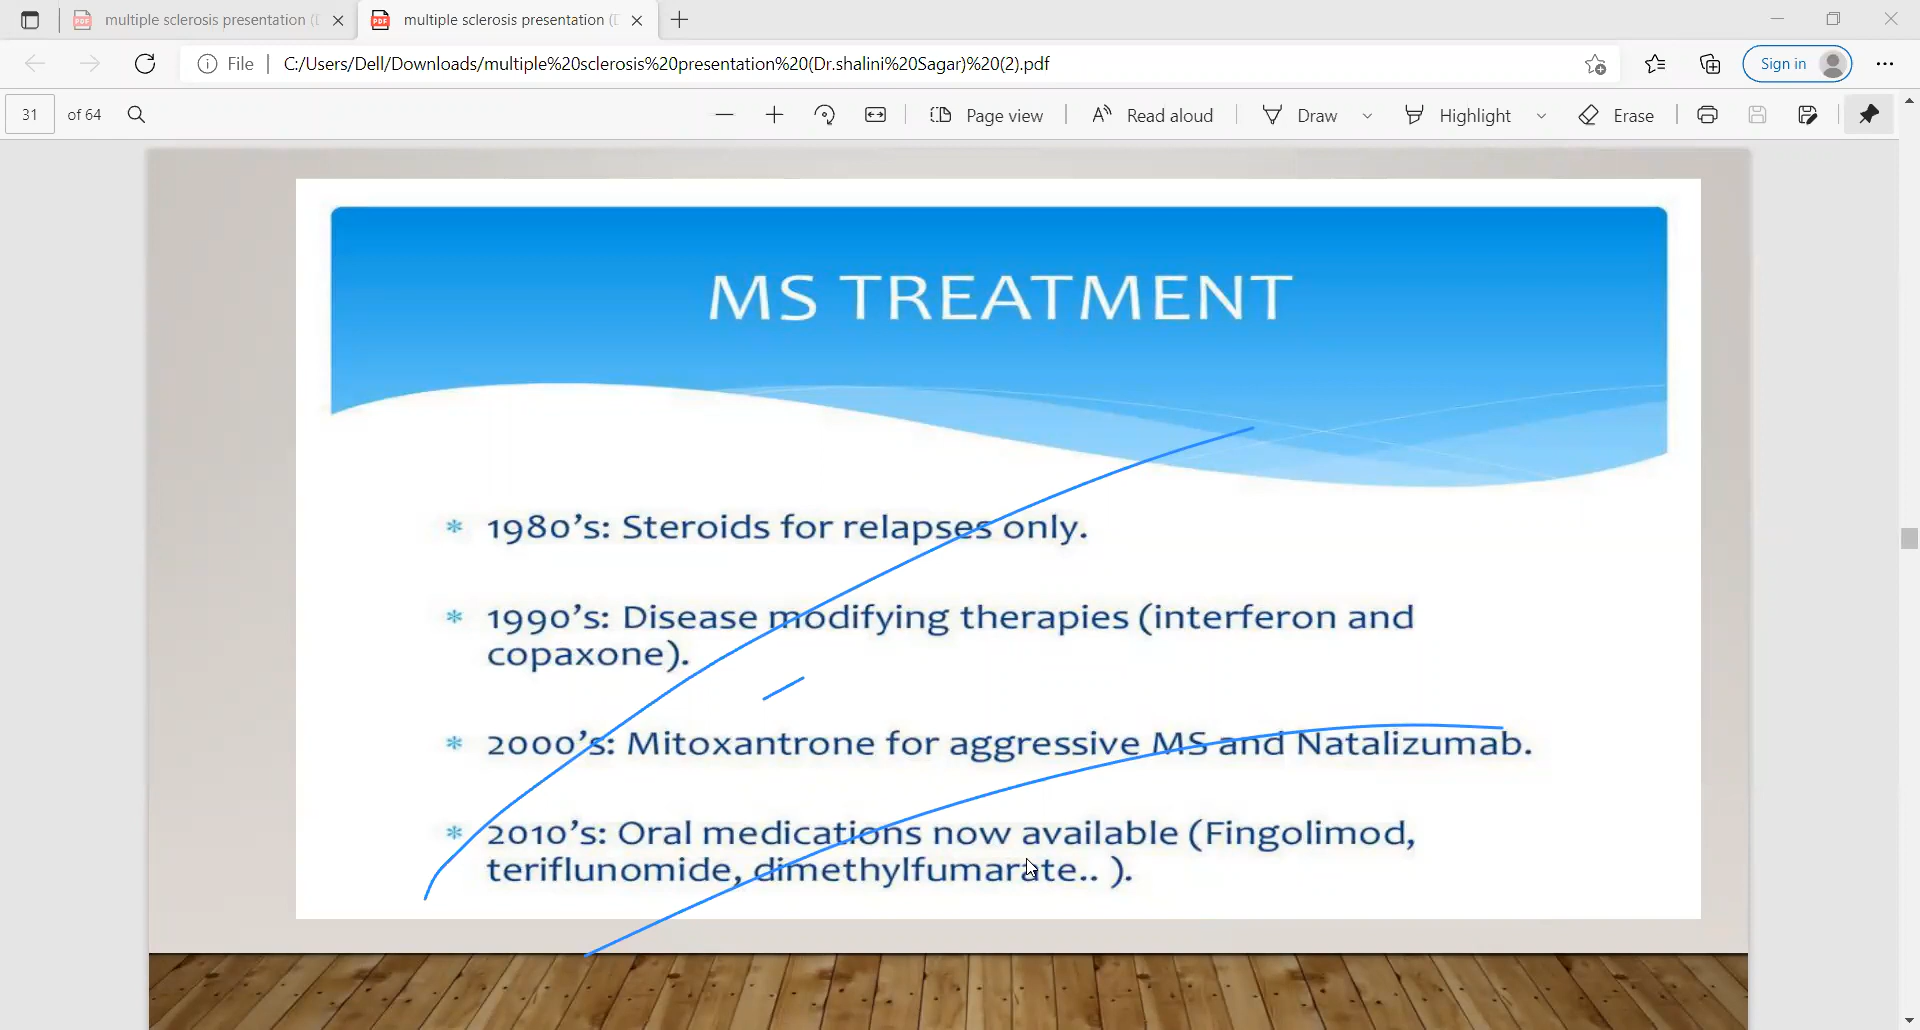 multiple sclerosis presentation (
multiple sclerosis presentation (
File
C:/Users/Dell/Downloads/multiple%20sclerosis%20presentation%20(Dr.shalini%20Sagar)%20(2).pdf
Sign in
31 of 64
Page view
Read aloud
Draw
Highlight
Erase
MS TREATMENT
* 1980’s: Steroids for relapses only.
* 1990’s: Disease modifying therapies (interferon and
copaxone).
* 2000’s: Mitoxantrone for aggressive MS and Natalizumab.
* 2010’s: Oral medications now available (Fingolimod,
teriflunomide, dimethylfumarate.. ).